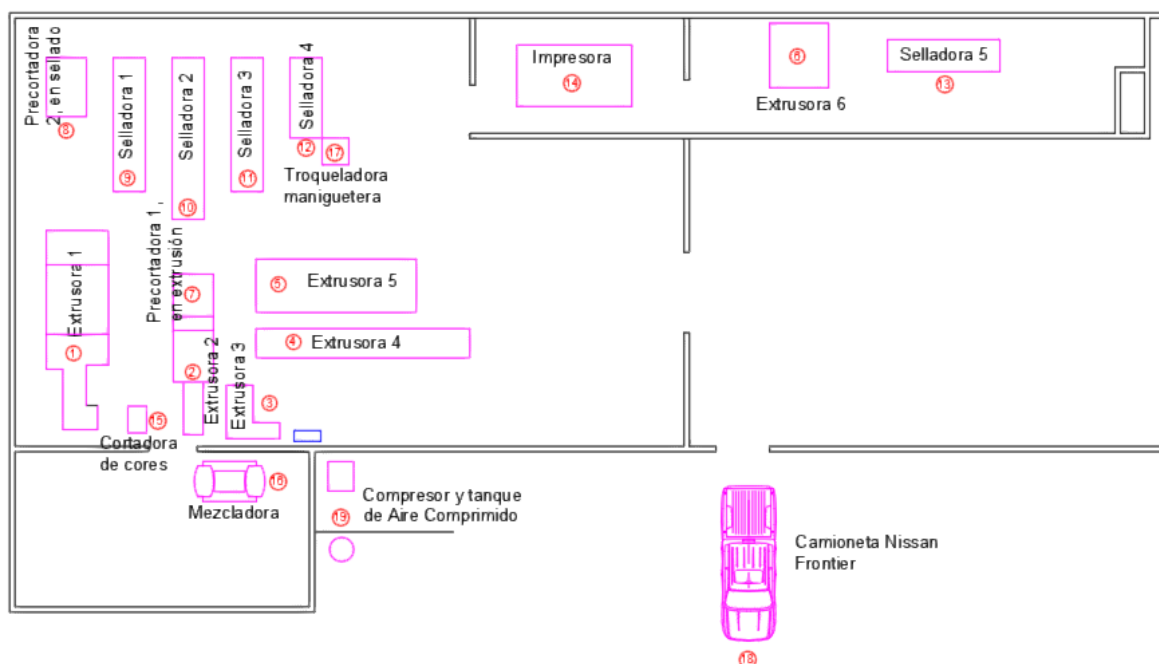 Precortadora
2, en sellado
8
Selladora 1
9
Selladora 2
10
Selladora 3
11
Selladora 4
12
17
Troqueladora
maniguetera
Impresora
14
6
Extrusora 6
Selladora 5
13
Extrusora 1
1
Precortadora 1,
en extrusión
7
2
Extrusora 2
Extrusora 3
3
5
Extrusora 5
4
Extrusora 4
15
Cortadora
de cores
16
Mezcladora
Compresor y tanque
de Aire Comprimido
19
Camioneta Nissan
Frontier
18